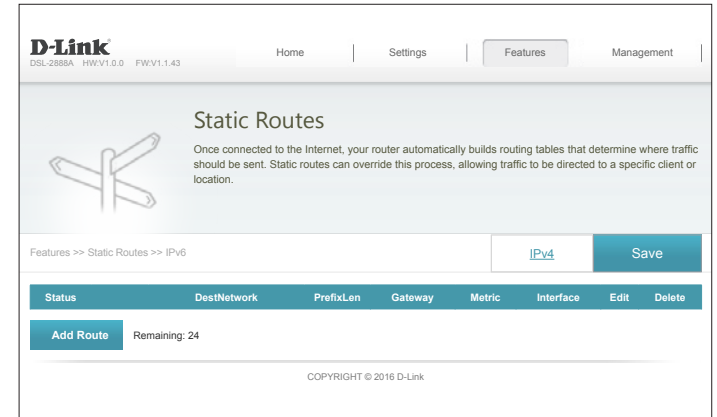 D-Link
DSL-2888A HW:V1.0.0 FW:V1.1.43
Home Settings Features Management
Static Routes
Once connected to the Internet, your router automatically builds routing tables that determine where traffic
should be sent. Static routes can override this process, allowing traffic to be directed to a specific client or
location.
Features >> Static Routes >> IPv6
IPv4 Save
Status DestNetwork PrefixLen Gateway Metric Interface Edit Delete
Add Route Remaining: 24
COPYRIGHT © 2016 D-Link